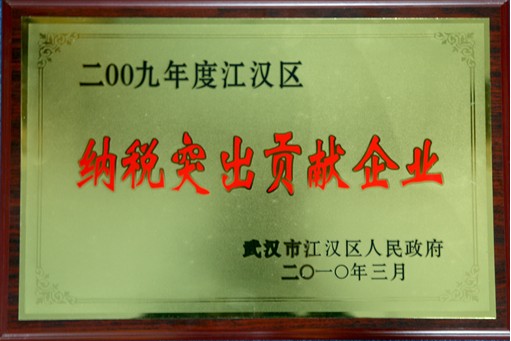 二00九年度江汉区
纳税突出贡献企业
武汉市江汉区人民政府
二〇一〇年三月